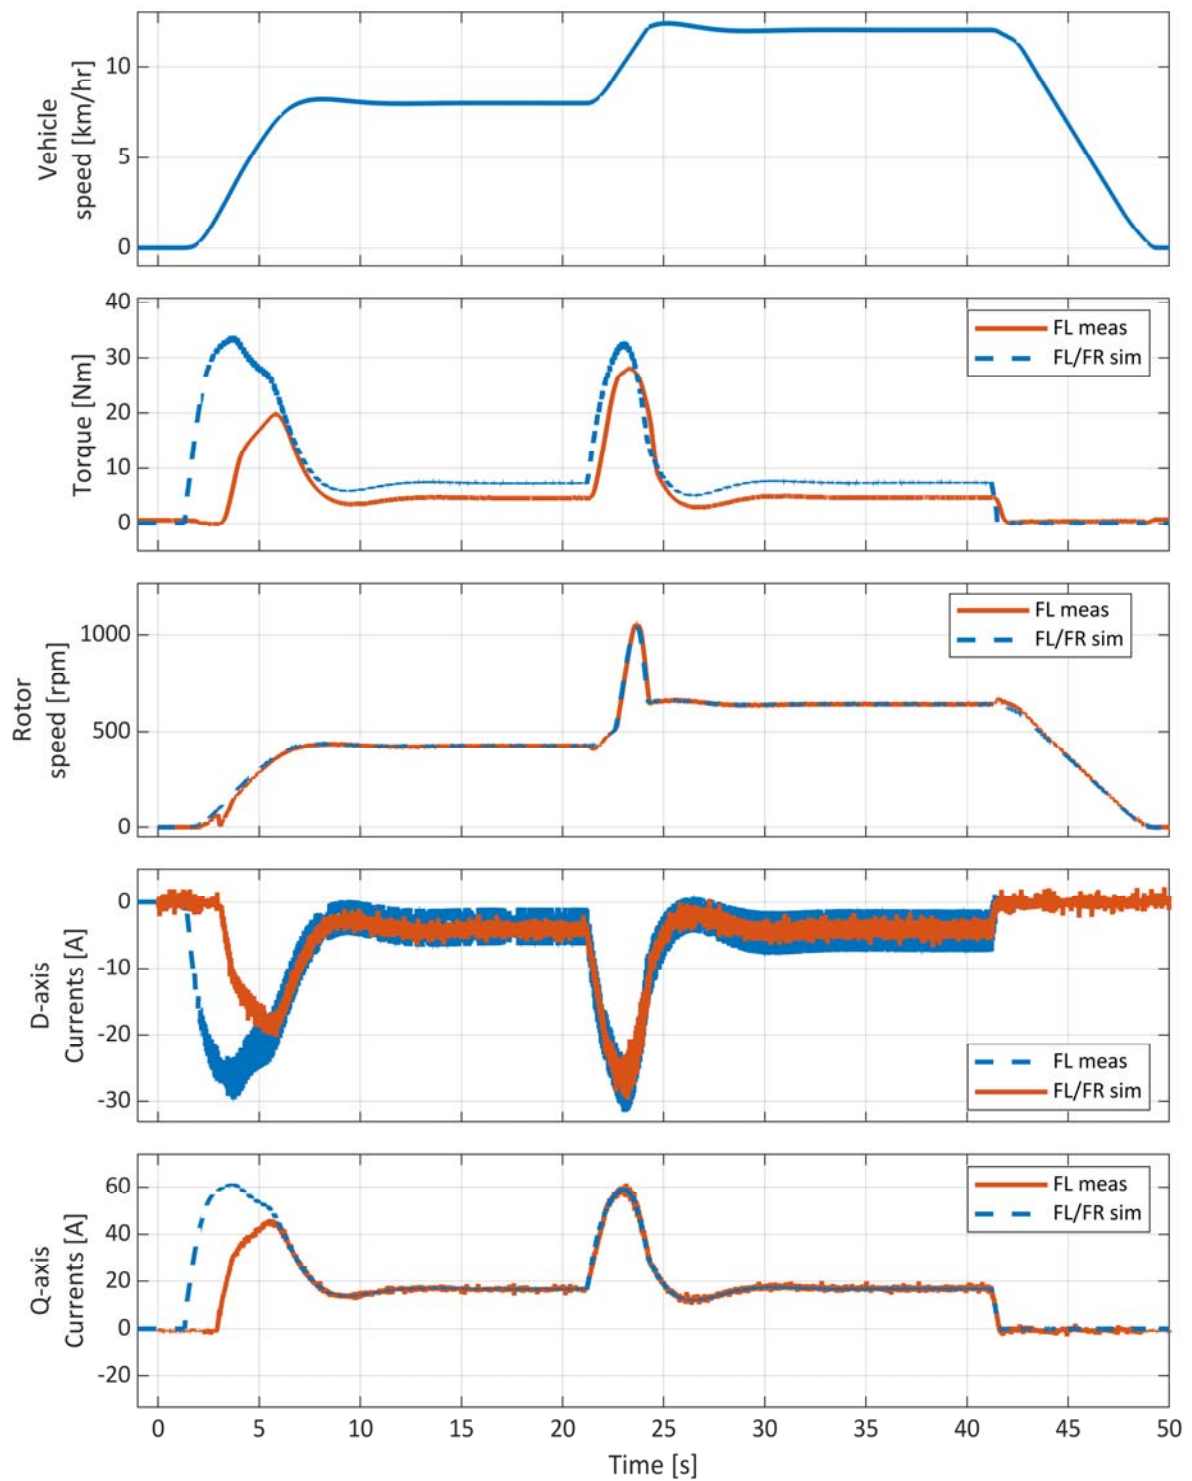 Vehicle
speed [km/hr]
10
5
0
Torque [Nm]
40
30
20
10
0
FL meas
FL/FR sim
Rotor
speed [rpm]
1000
500
0
FL meas
FL/FR sim
D-axis
Currents [A]
0
-10
-20
-30
FL meas
FL/FR sim
Q-axis
Currents [A]
60
40
20
0
-20
FL meas
FL/FR sim
0 5 10 15 20 25 30 35 40 45 50
Time [s]